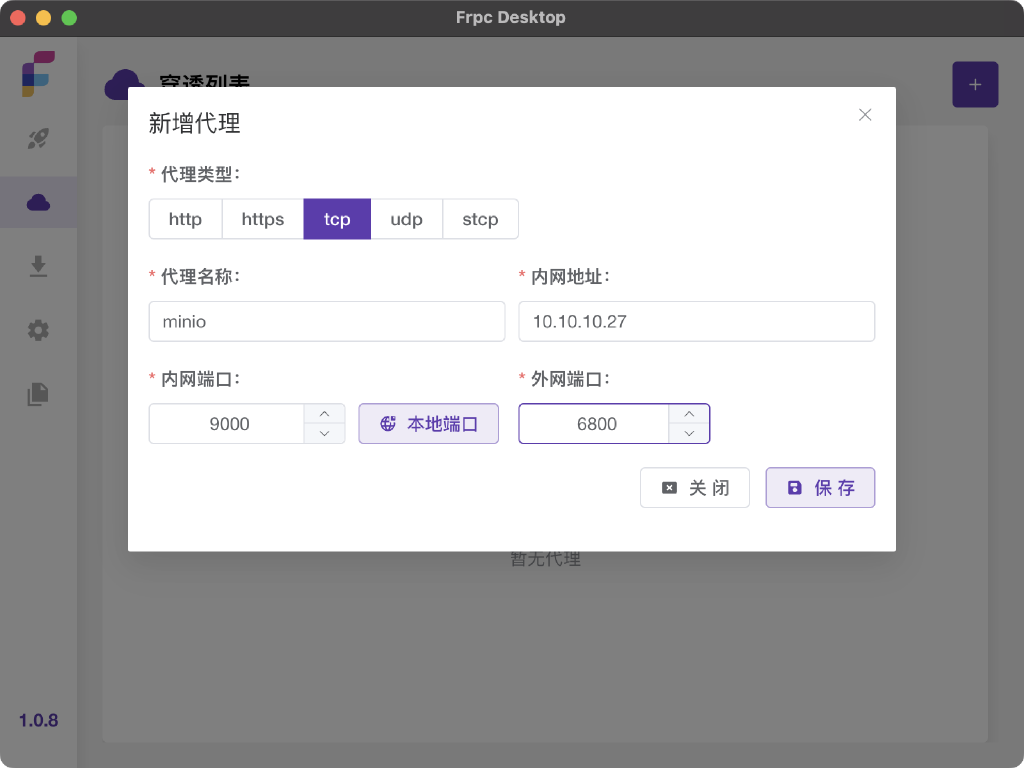 Frpc Desktop
穿透列表
新增代理
* 代理类型:
http https tcp udp stcp
* 代理名称: * 内网地址:
minio 10.10.10.27
* 内网端口: * 外网端口:
9000 本地端口 6800
关 闭 保 存
暂无代理
1.0.8